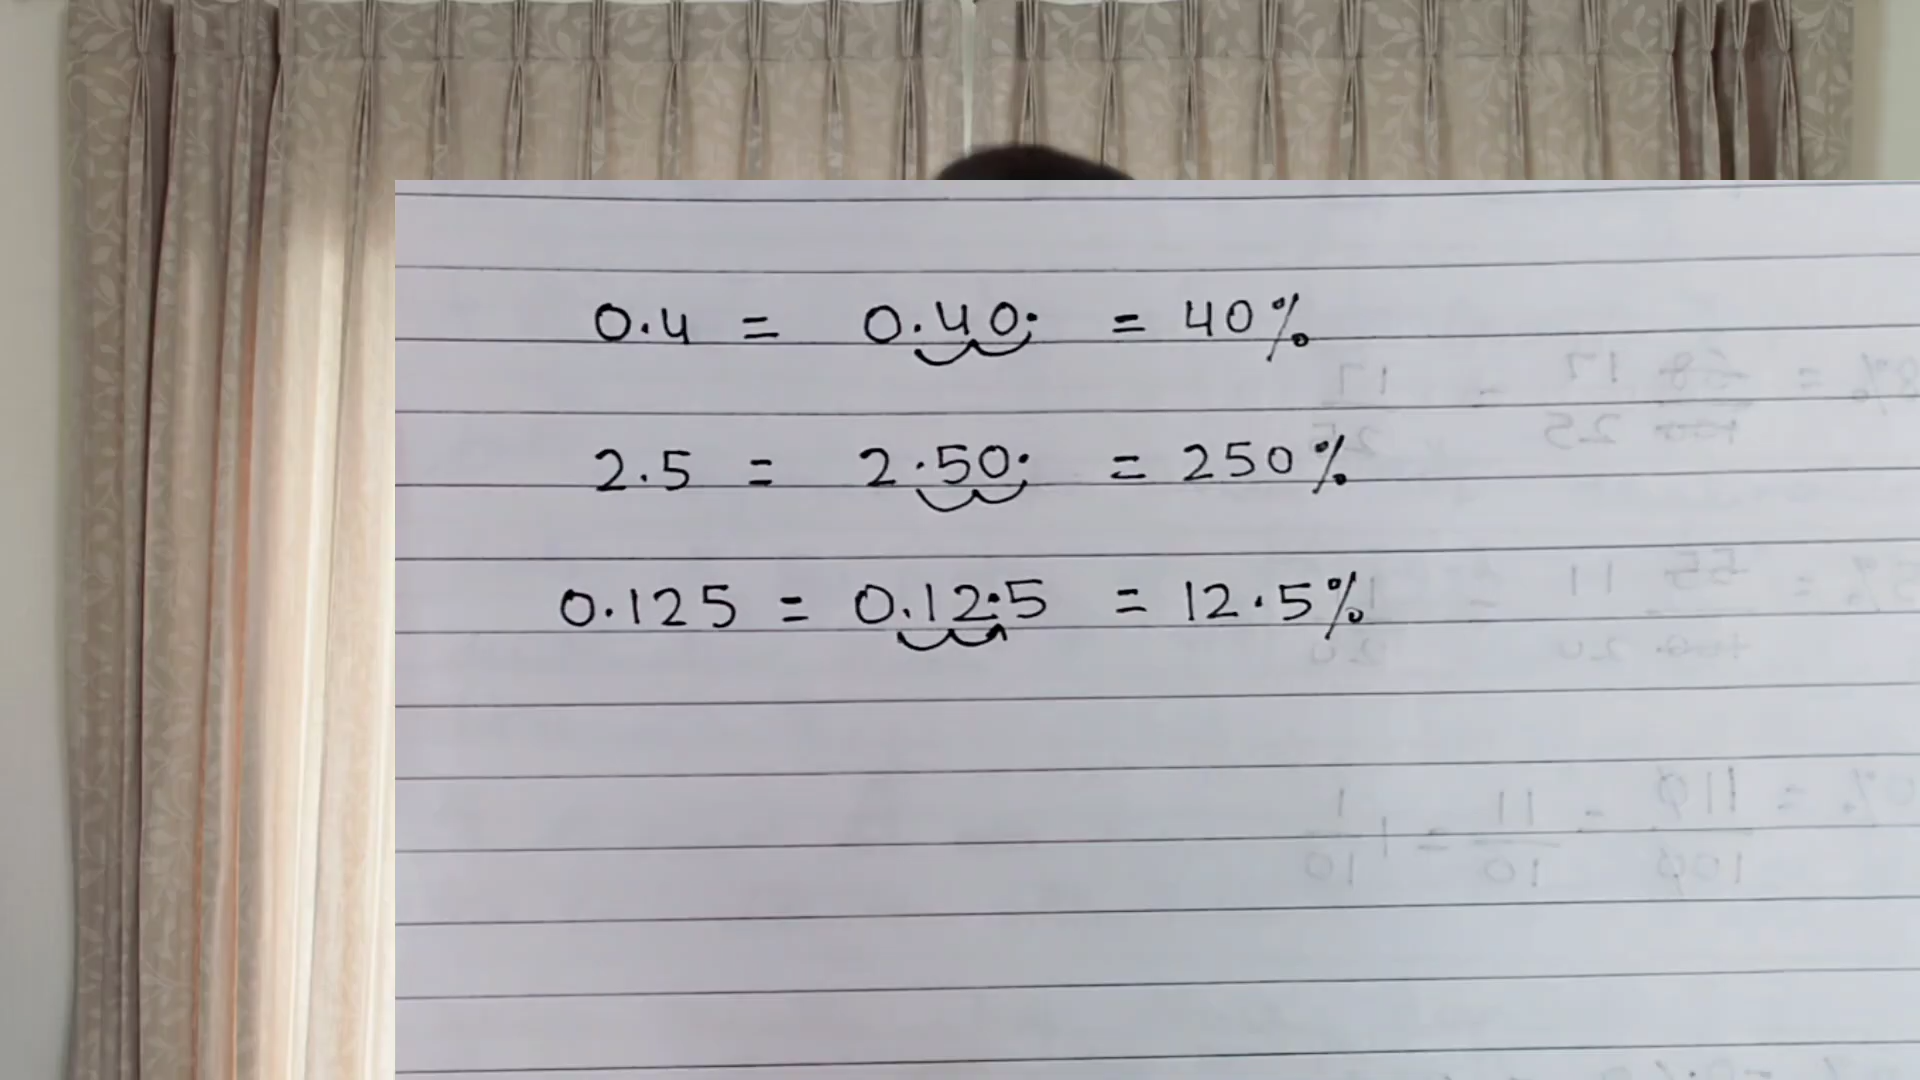 0.4 = 0.40. = 40%
2.5 = 2.50. = 250%
0.125 = 0.12.5 = 12.5%